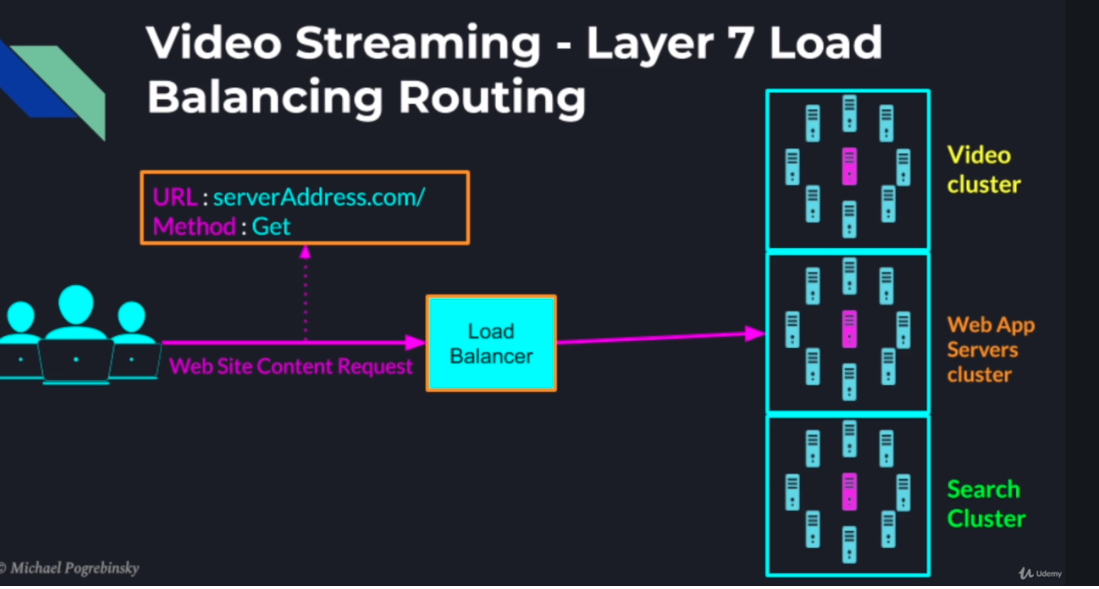 Video Streaming - Layer 7 Load
Balancing Routing
URL : serverAddress.com/
Method : Get
Web Site Content Request
Load
Balancer
Video
cluster
Web App
Servers
cluster
Search
Cluster
© Michael Pogrebinsky
Udemy